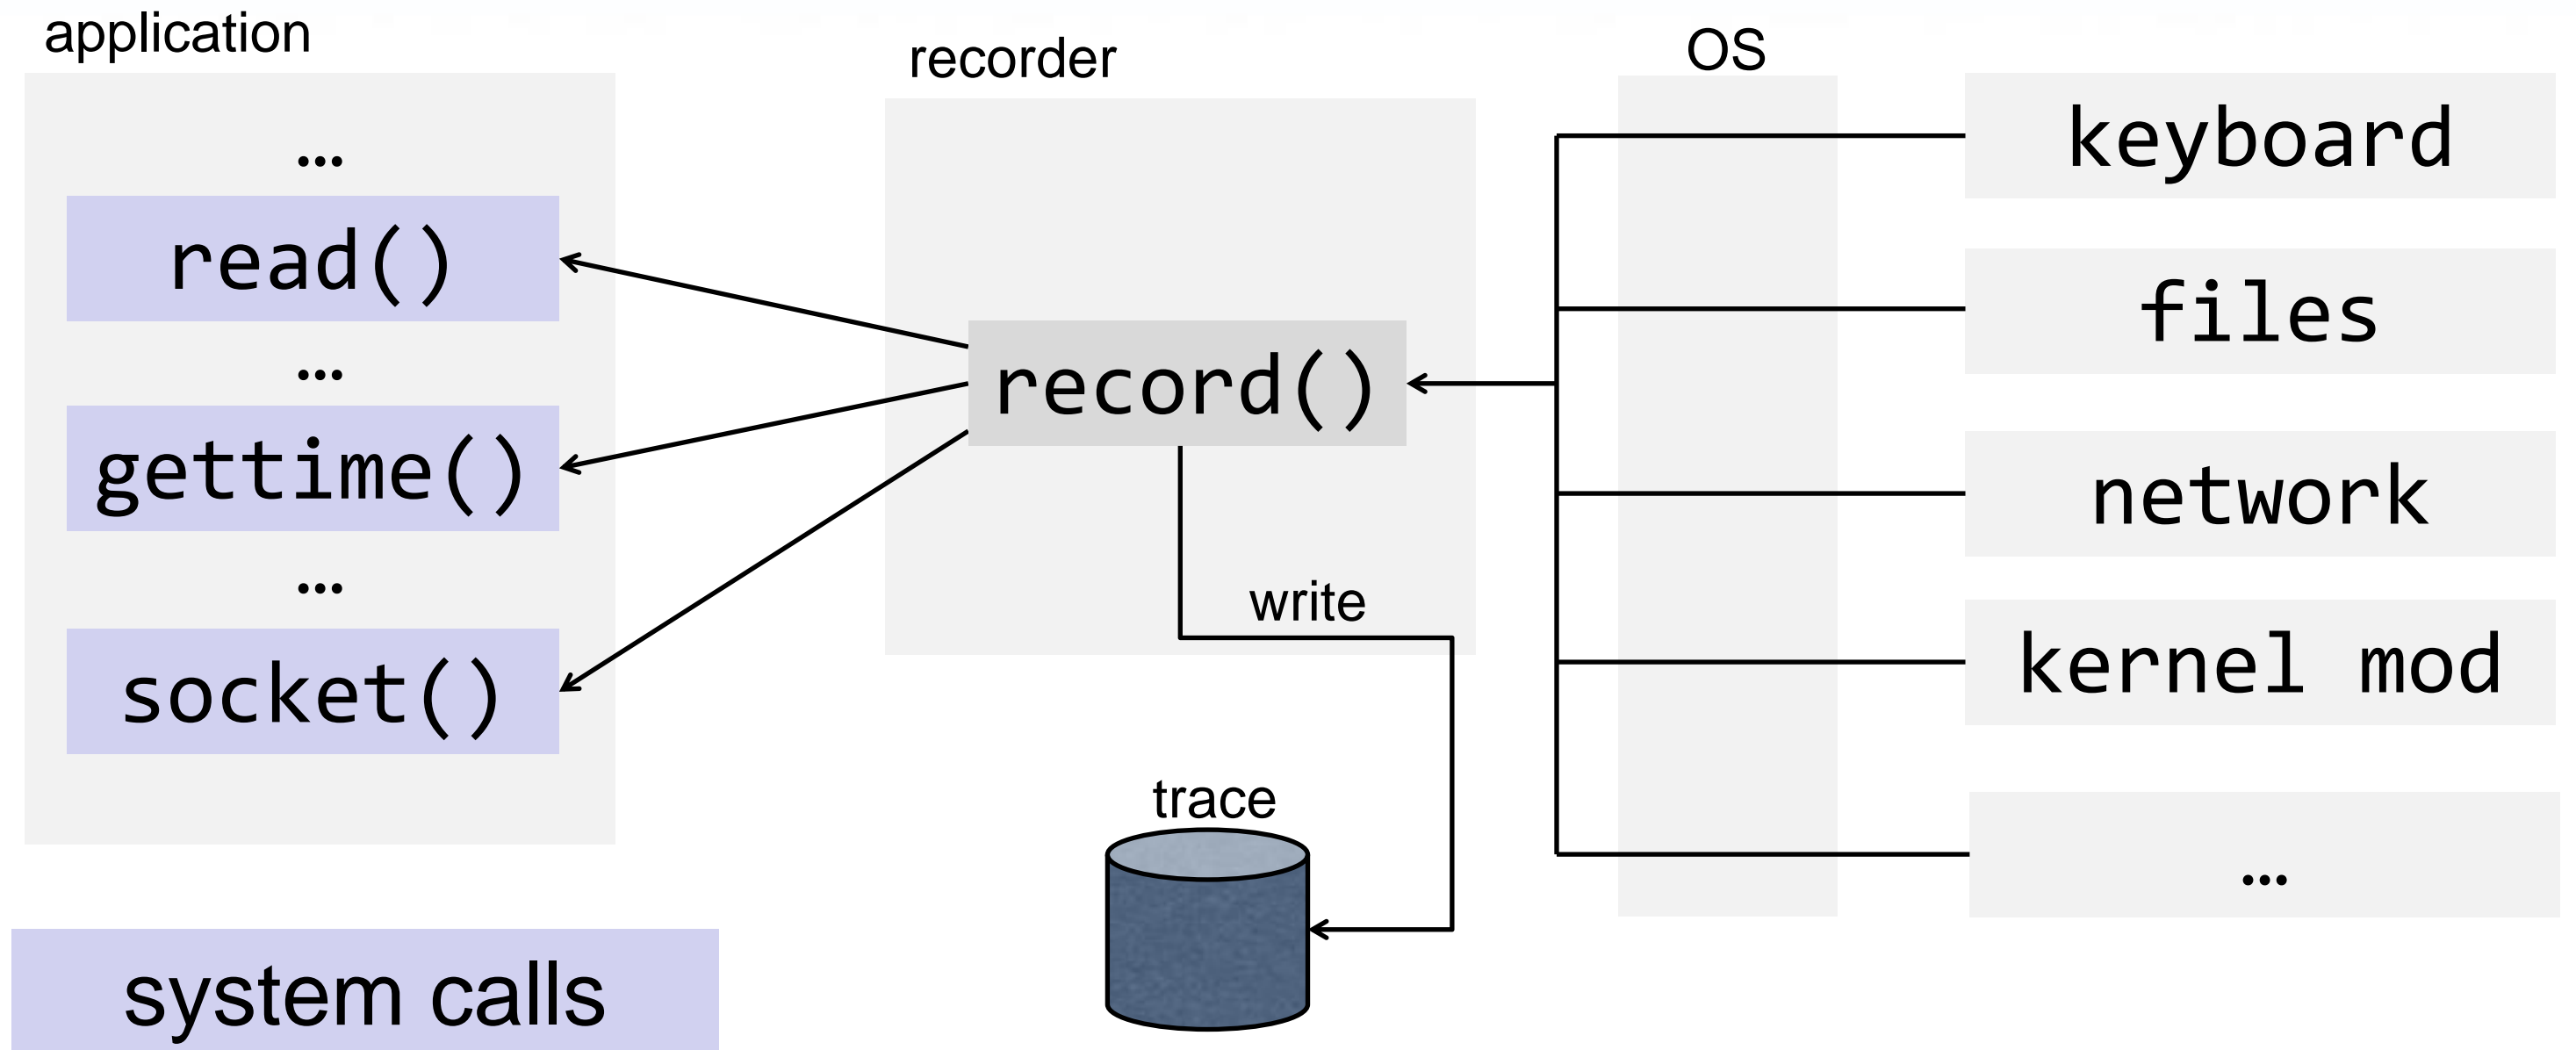 application
…
read()
…
gettime()
…
socket()
system calls
recorder
record()
write
trace
OS
keyboard
files
network
kernel mod
…